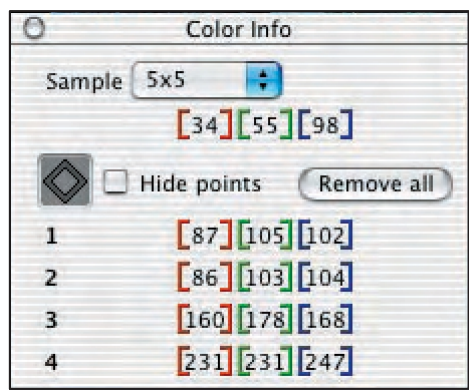 Color Info
Sample 5x5
[34] [55] [98]
Hide points Remove all
1 [87] [105] [102]
2 [86] [103] [104]
3 [160] [178] [168]
4 [231] [231] [247]